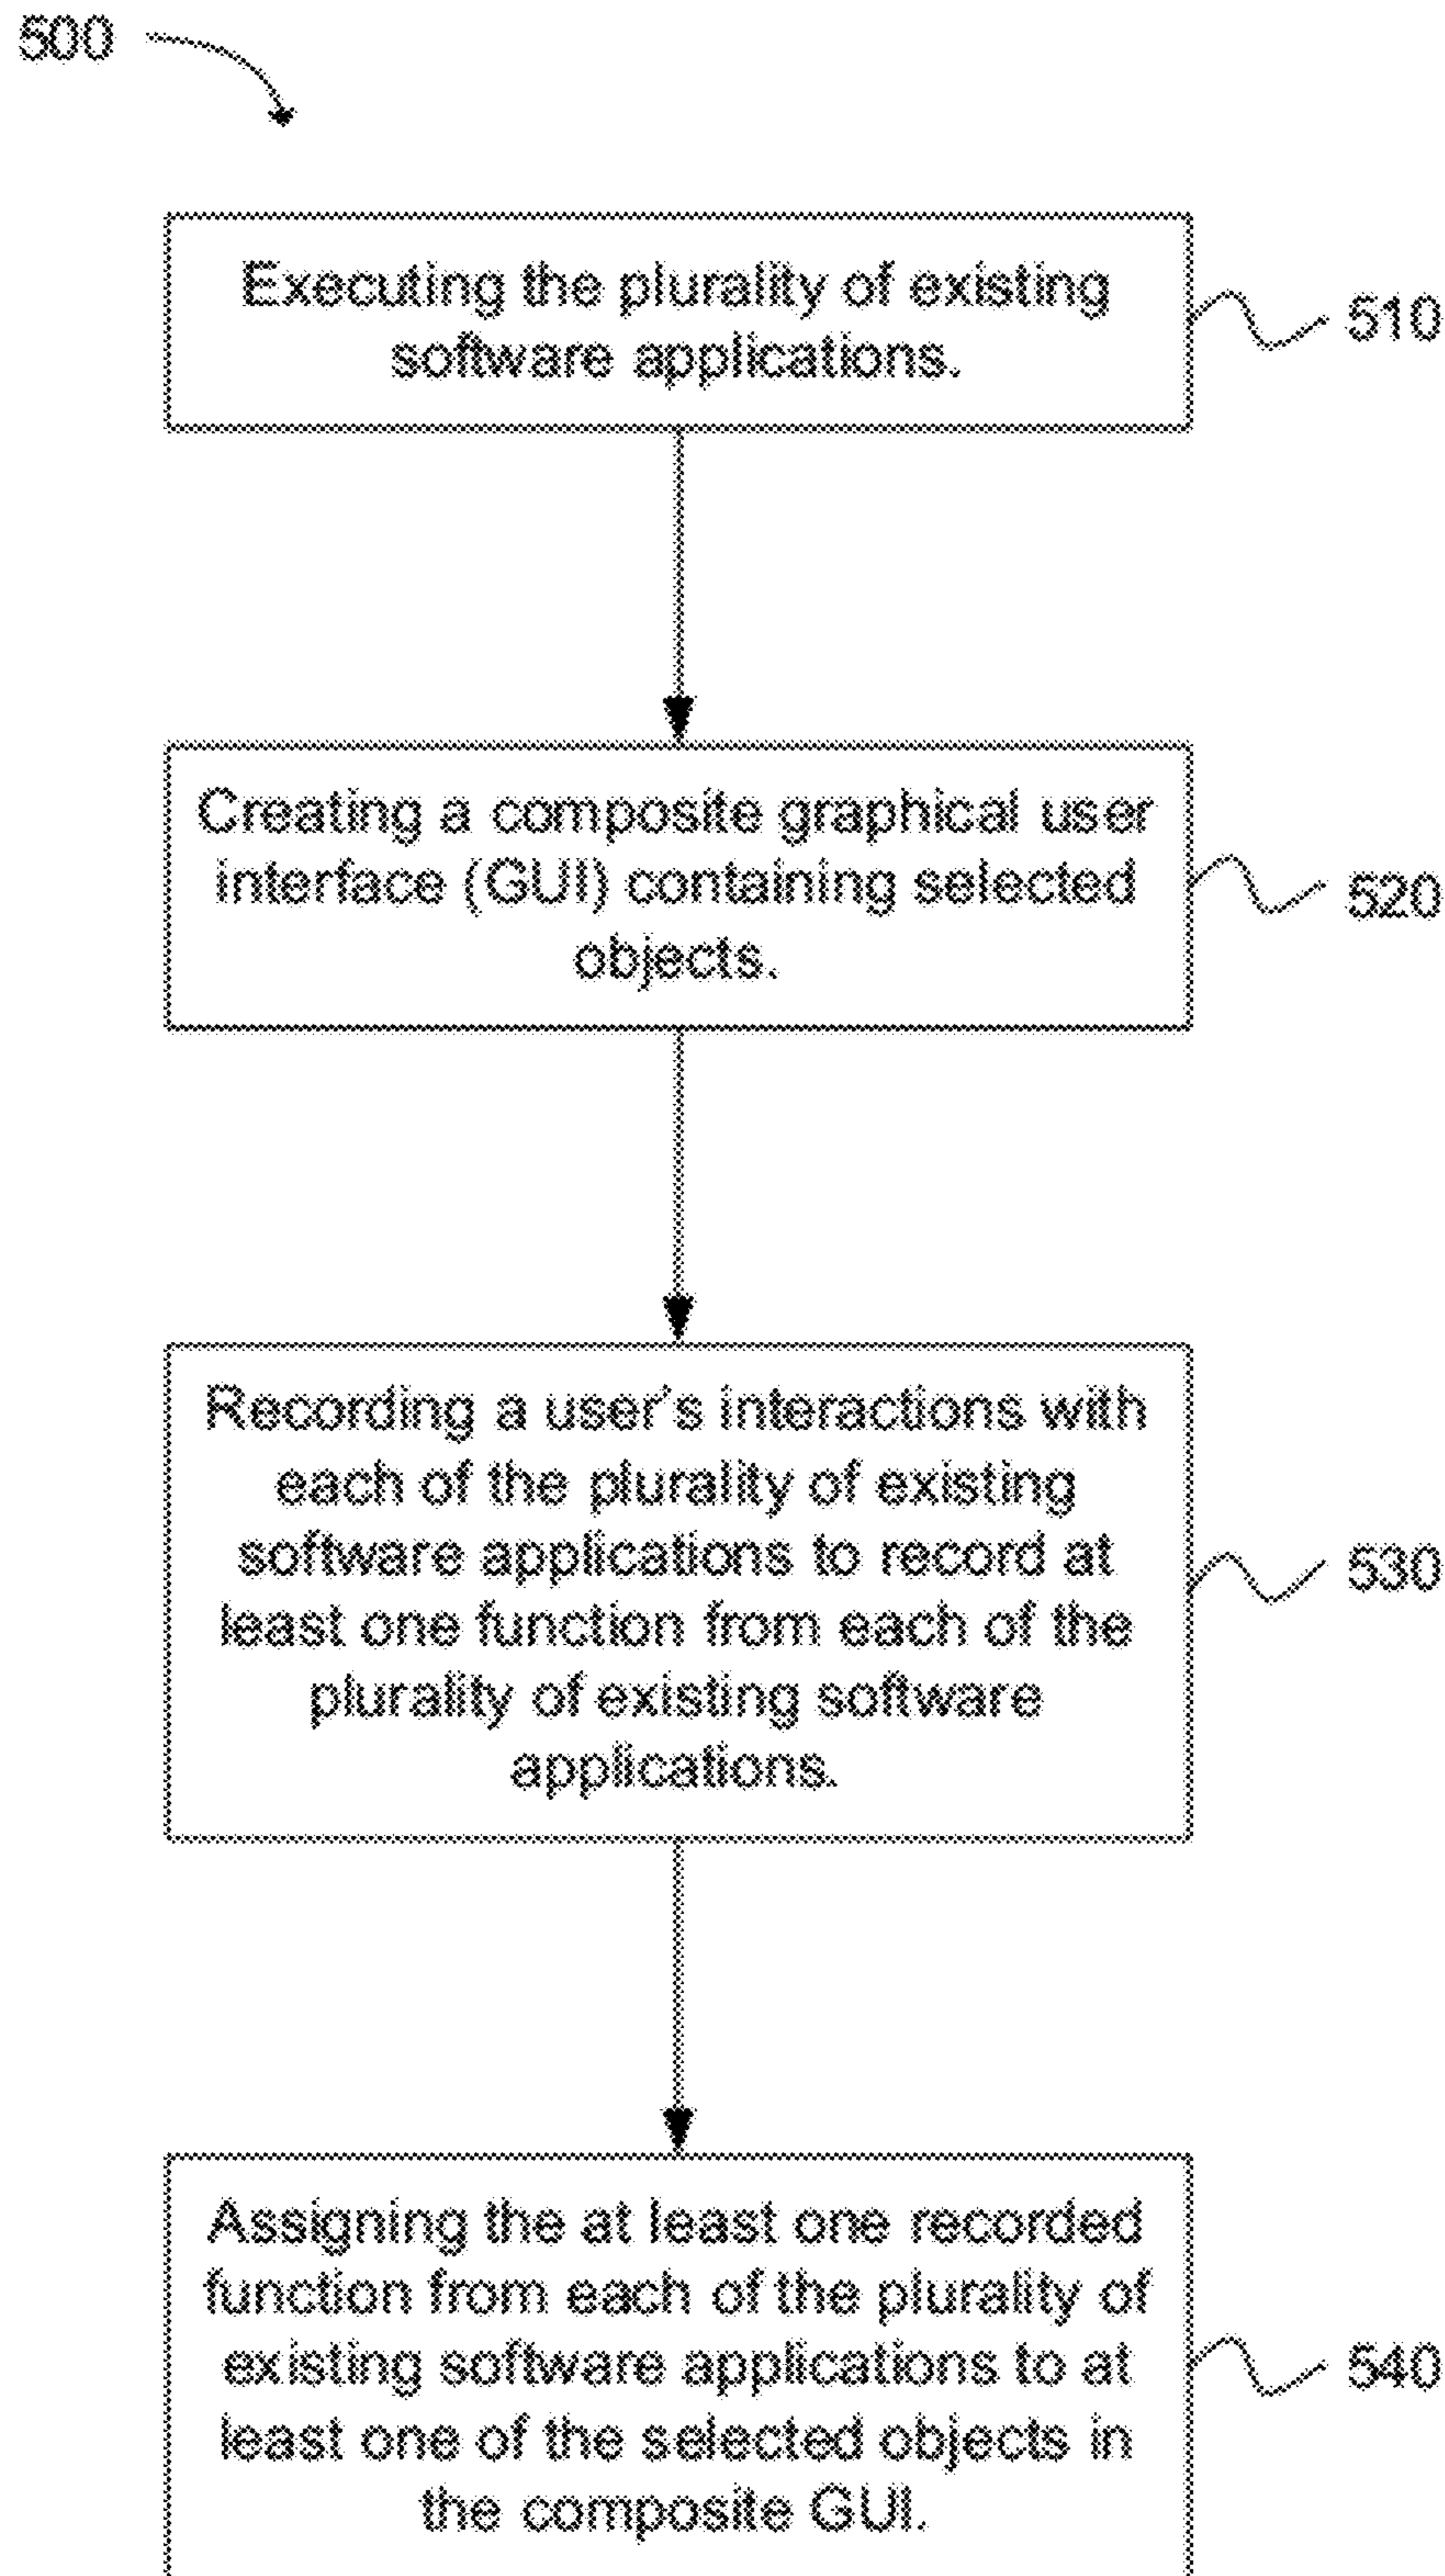 500
Executing the plurality of existing
software applications.
510
Creating a composite graphical user
interface (GUI) containing selected
objects.
520
Recording a user's interactions with
each of the plurality of existing
software applications to record at
least one function from each of the
plurality of existing software
applications.
530
Assigning the at least one recorded
function from each of the plurality of
existing software applications to at
least one of the selected objects in
the composite GUI.
540